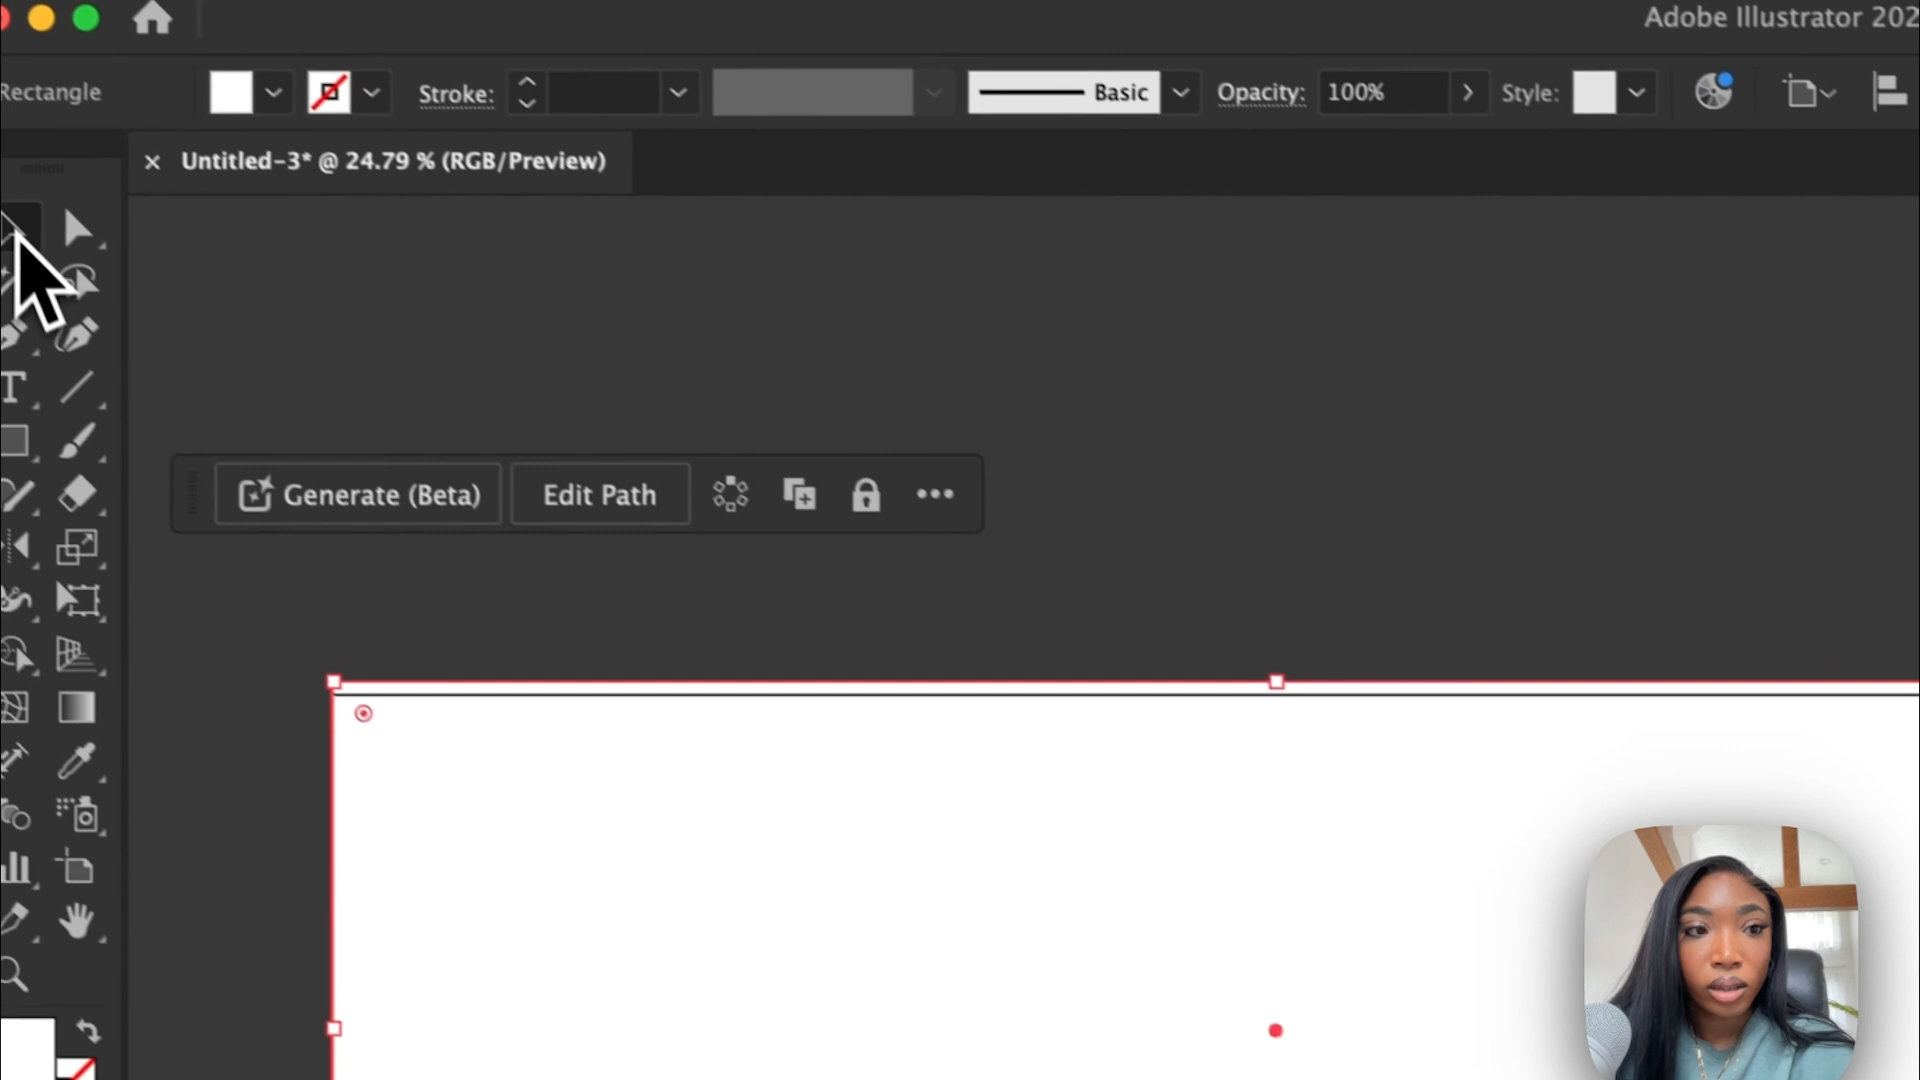 Adobe Illustrator 202
Rectangle
Stroke:
Basic
Opacity: 100%
Style:
Untitled-3* @ 24.79 % (RGB/Preview)
Generate (Beta)
Edit Path